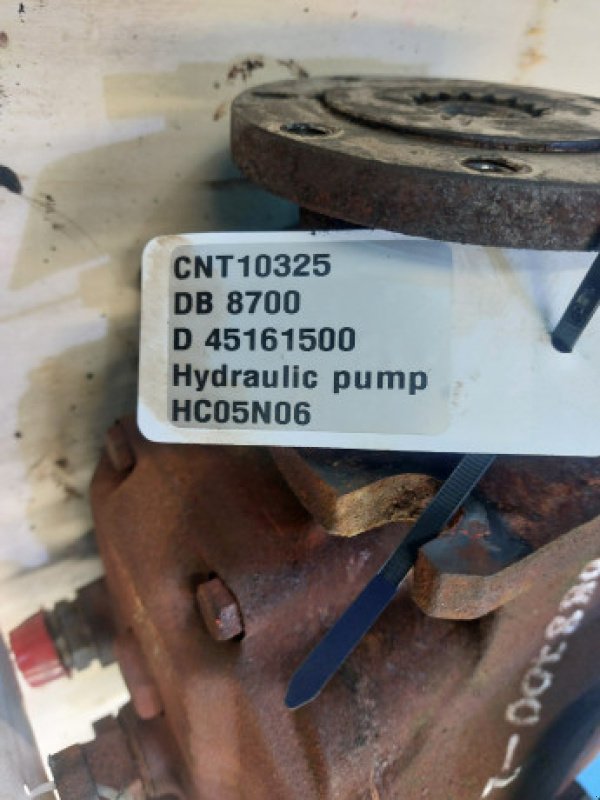 CNT10325
DB 8700
D 45161500
Hydraulic pump
HC05N06